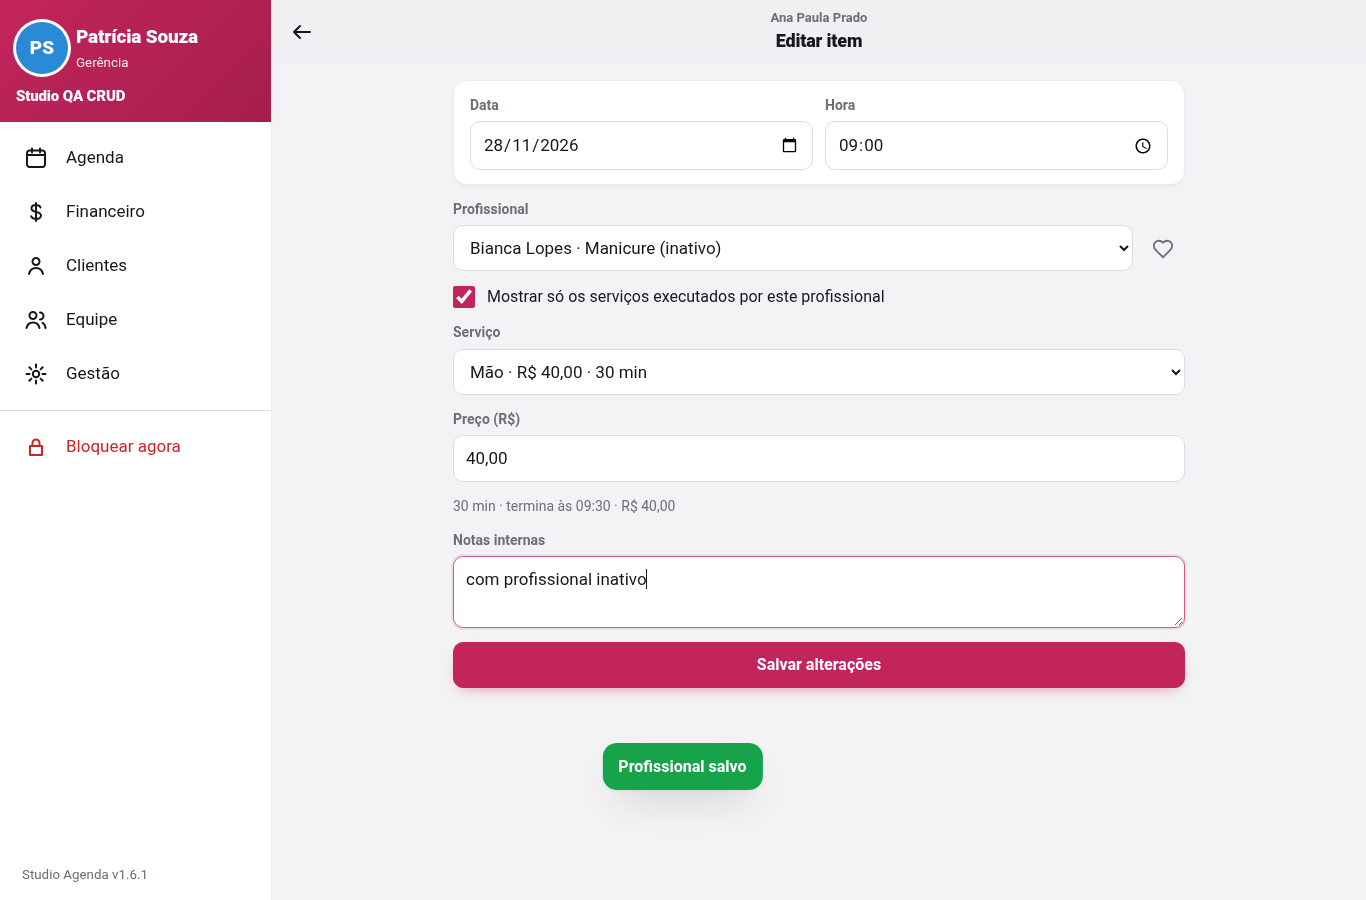 PS
Patrícia Souza
Gerência
Studio QA CRUD
Agenda
Financeiro
Clientes
Equipe
Gestão
Bloquear agora
Studio Agenda v1.6.1
Ana Paula Prado
Editar item
Data
Hora
28/11/2026
09:00
Profissional
Bianca Lopes · Manicure (inativo)
Mostrar só os serviços executados por este profissional
Serviço
Mão · R$ 40,00 · 30 min
Preço (R$)
40,00
30 min · termina às 09:30 · R$ 40,00
Notas internas
com profissional inativo
Salvar alterações
Profissional salvo